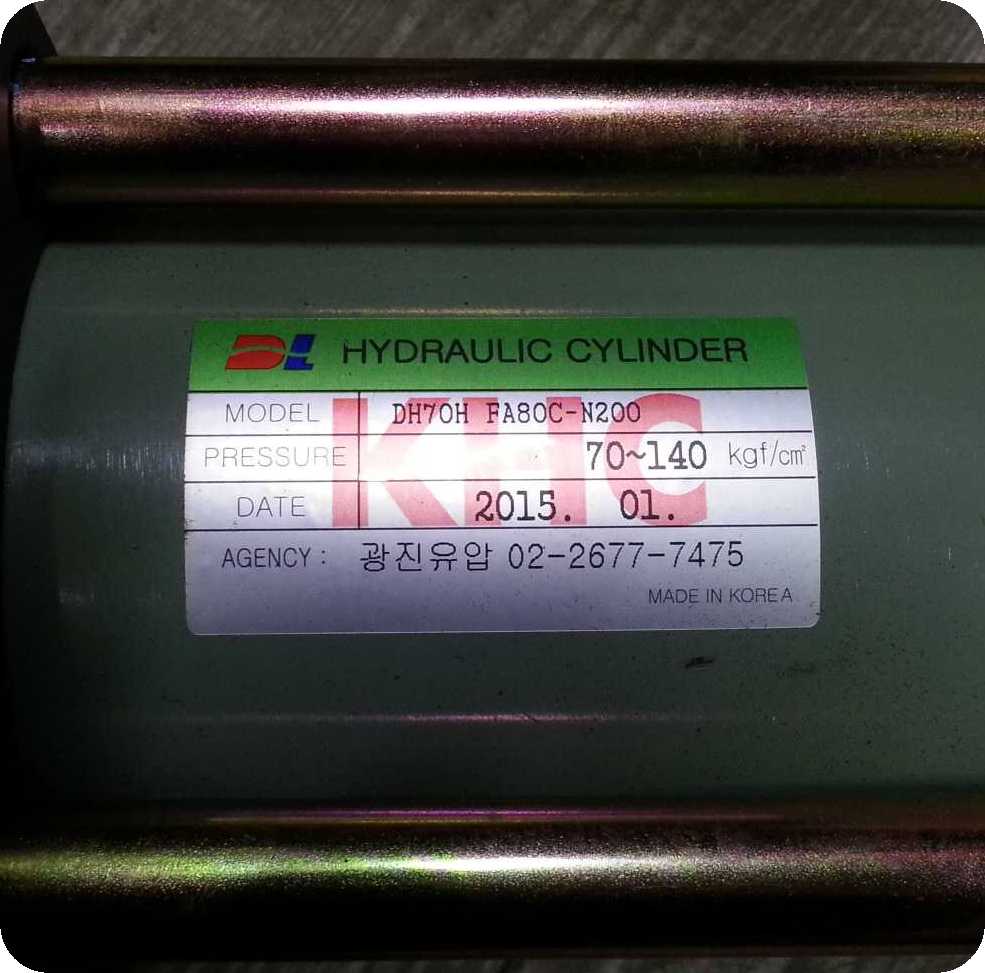 DL HYDRAULIC CYLINDER
KHC
MODEL DH70H FA80C-N200
PRESSURE 70~140 kgf/㎠
DATE 2015. 01.
AGENCY : 광진유압 02-2677-7475
MADE IN KOREA